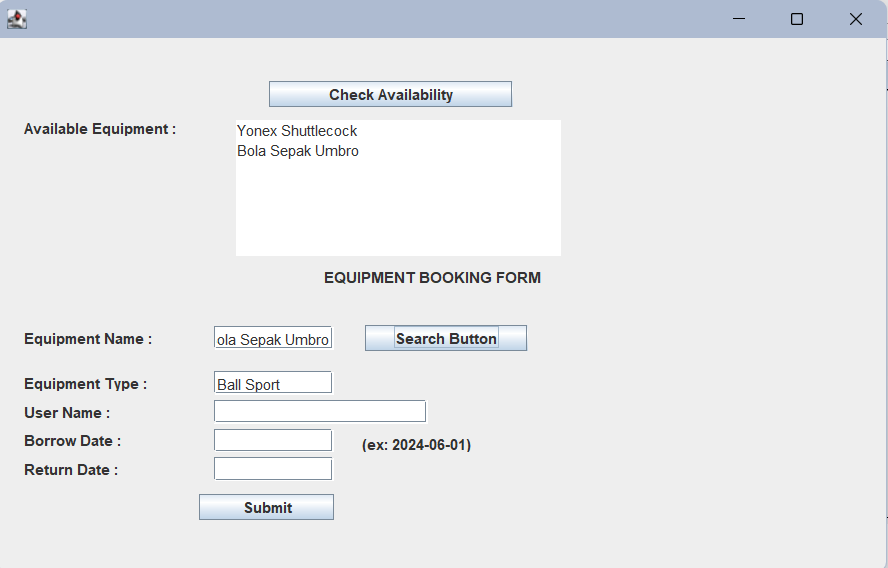 Check Availability
Available Equipment :
Yonex Shuttlecock
Bola Sepak Umbro
EQUIPMENT BOOKING FORM
Equipment Name : ola Sepak Umbro Search Button
Equipment Type : Ball Sport
User Name :
Borrow Date : (ex: 2024-06-01)
Return Date :
Submit